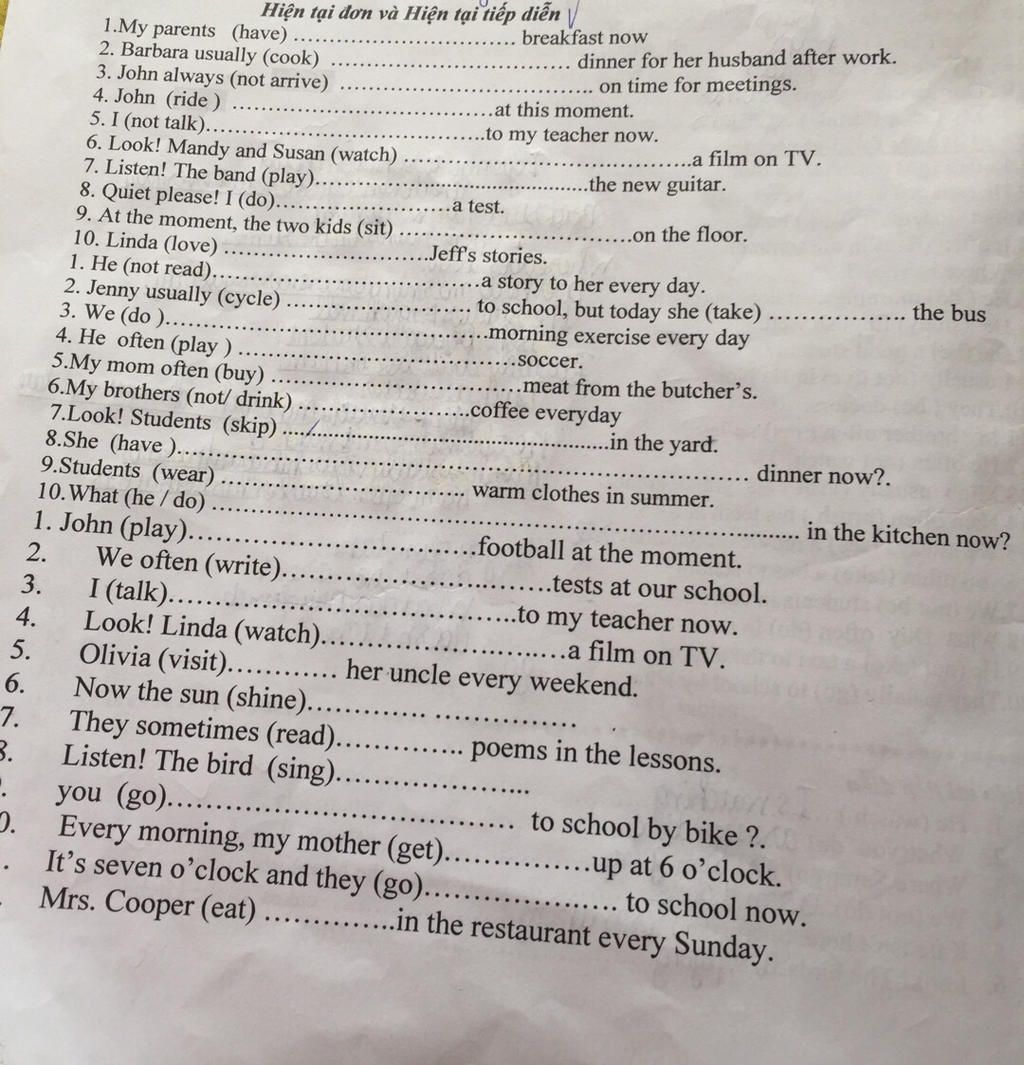 Hiện tại đơn và Hiện tại tiếp diễn
1.My parents (have) .................................. breakfast now
2. Barbara usually (cook) ...................................... dinner for her husband after work.
3. John always (not arrive) ........................................ on time for meetings.
4. John (ride ) ........................................at this moment.
5. I (not talk)...........................................to my teacher now.
6. Look! Mandy and Susan (watch) ...........................................a film on TV.
7. Listen! The band (play)..............................................the new guitar.
8. Quiet please! I (do)...........................a test.
9. At the moment, the two kids (sit) ...................................on the floor.
10. Linda (love) ...............................Jeff's stories.
1. He (not read)........................................a story to her every day.
2. Jenny usually (cycle) ............................ to school, but today she (take) ................. the bus
3. We (do )................................................morning exercise every day
4. He often (play ) ..........................................soccer.
5.My mom often (buy) ......................................meat from the butcher's.
6.My brothers (not/ drink) ..........................coffee everyday
7.Look! Students (skip) ..................................................in the yard.
8.She (have )...................................................................................... dinner now?.
9.Students (wear) ..................................... warm clothes in summer.
10.What (he / do) ........................................................................................ in the kitchen now?
1. John (play)....................................football at the moment.
2. We often (write).................................tests at our school.
3. I (talk)...........................................to my teacher now.
4. Look! Linda (watch)..............................a film on TV.
5. Olivia (visit)............. her uncle every weekend.
6. Now the sun (shine)............... .................
7. They sometimes (read)............... poems in the lessons.
8. Listen! The bird (sing)........................
. you (go)........................................... to school by bike ?.
0. Every morning, my mother (get)..................up at 6 o'clock.
. It's seven o'clock and they (go)........................ to school now.
Mrs. Cooper (eat) ................in the restaurant every Sunday.